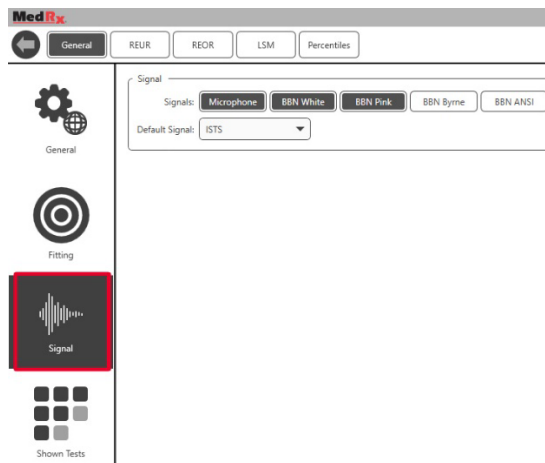 MedRx
General REUR REOR LSM Percentiles
Signal
Signals: Microphone BBN White BBN Pink BBN Byrne BBN ANSI
Default Signal: ISTS
General
Fitting
Signal
Shown Tests